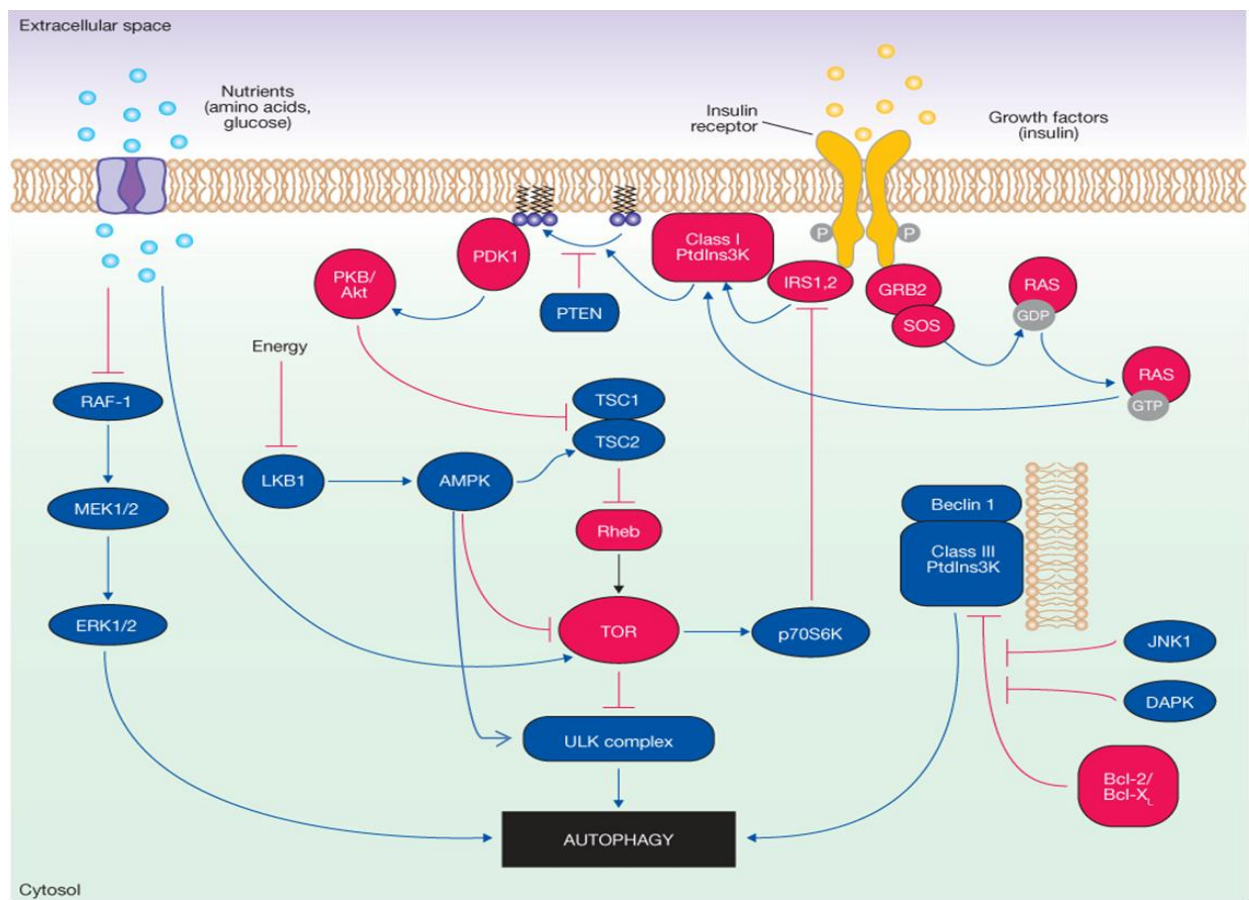 Extracellular space
Nutrients
(amino acids,
glucose)
Insulin
receptor
Growth factors
(insulin)
P
P
Class I
PtdIns3K
PDK1
PKB/
Akt
IRS1,2
GRB2
SOS
RAS
GDP
PTEN
Energy
RAS
GTP
RAF-1
TSC1
TSC2
LKB1
AMPK
MEK1/2
Beclin 1
Rheb
Class III
PtdIns3K
ERK1/2
TOR
p70S6K
JNK1
DAPK
ULK complex
Bcl-2/
Bcl-XL
AUTOPHAGY
Cytosol